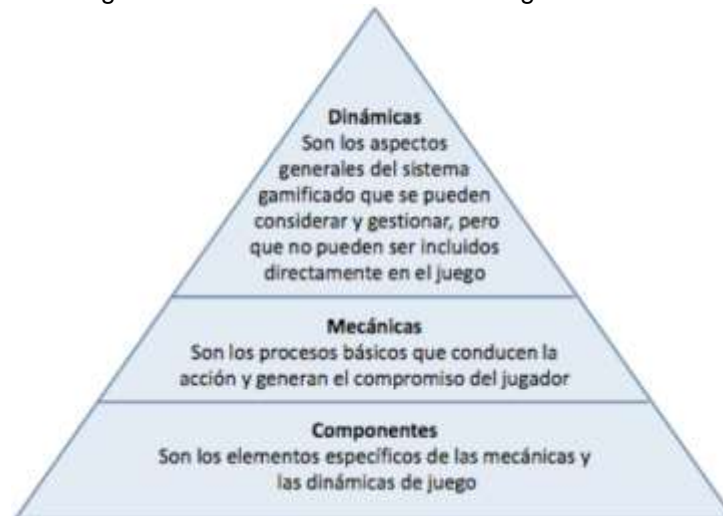 Dinámicas
Son los aspectos
generales del sistema
gamificado que se pueden
considerar y gestionar, pero
que no pueden ser incluidos
directamente en el juego
Mecánicas
Son los procesos básicos que conducen la
acción y generan el compromiso del jugador
Componentes
Son los elementos específicos de las mecánicas y
las dinámicas de juego